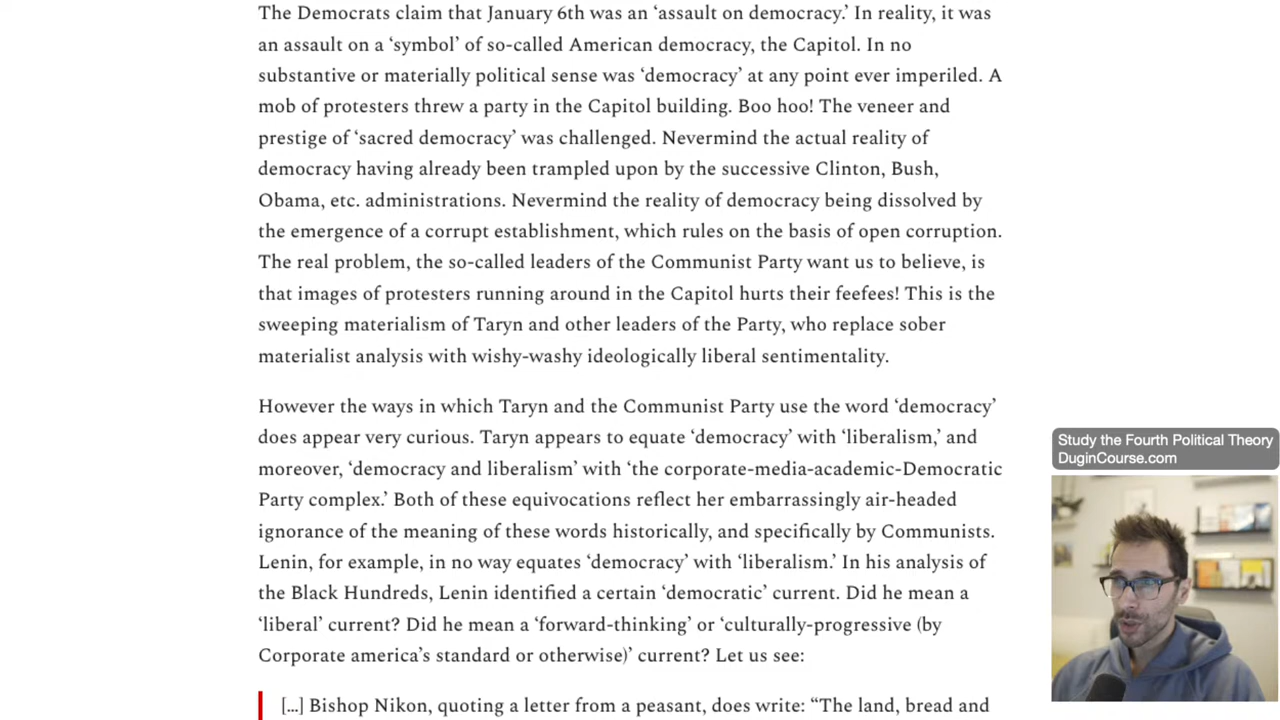 The Democrats claim that January 6th was an ‘assault on democracy.’ In reality, it was
an assault on a ‘symbol’ of so-called American democracy, the Capitol. In no
substantive or materially political sense was ‘democracy’ at any point ever imperiled. A
mob of protesters threw a party in the Capitol building. Boo hoo! The veneer and
prestige of ‘sacred democracy’ was challenged. Nevermind the actual reality of
democracy having already been trampled upon by the successive Clinton, Bush,
Obama, etc. administrations. Nevermind the reality of democracy being dissolved by
the emergence of a corrupt establishment, which rules on the basis of open corruption.
The real problem, the so-called leaders of the Communist Party want us to believe, is
that images of protesters running around in the Capitol hurts their feefees! This is the
sweeping materialism of Taryn and other leaders of the Party, who replace sober
materialist analysis with wishy-washy ideologically liberal sentimentality.
However the ways in which Taryn and the Communist Party use the word ‘democracy’
does appear very curious. Taryn appears to equate ‘democracy’ with ‘liberalism,’ and
moreover, ‘democracy and liberalism’ with ‘the corporate-media-academic-Democratic
Party complex.’ Both of these equivocations reflect her embarrassingly air-headed
ignorance of the meaning of these words historically, and specifically by Communists.
Lenin, for example, in no way equates ‘democracy’ with ‘liberalism.’ In his analysis of
the Black Hundreds, Lenin identified a certain ‘democratic’ current. Did he mean a
‘liberal’ current? Did he mean a ‘forward-thinking’ or ‘culturally-progressive (by
Corporate america’s standard or otherwise)’ current? Let us see:
[…] Bishop Nikon, quoting a letter from a peasant, does write: “The land, bread and
Study the Fourth Political Theory
DuginCourse.com